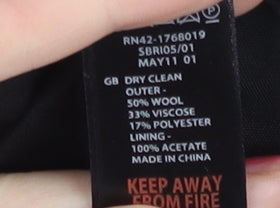 RN42-1768019
SBRI05/01
MAY11 01
GB DRY CLEAN
OUTER -
50% WOOL
33% VISCOSE
17% POLYESTER
LINING -
100% ACETATE
MADE IN CHINA
KEEP AWAY
FROM FIRE